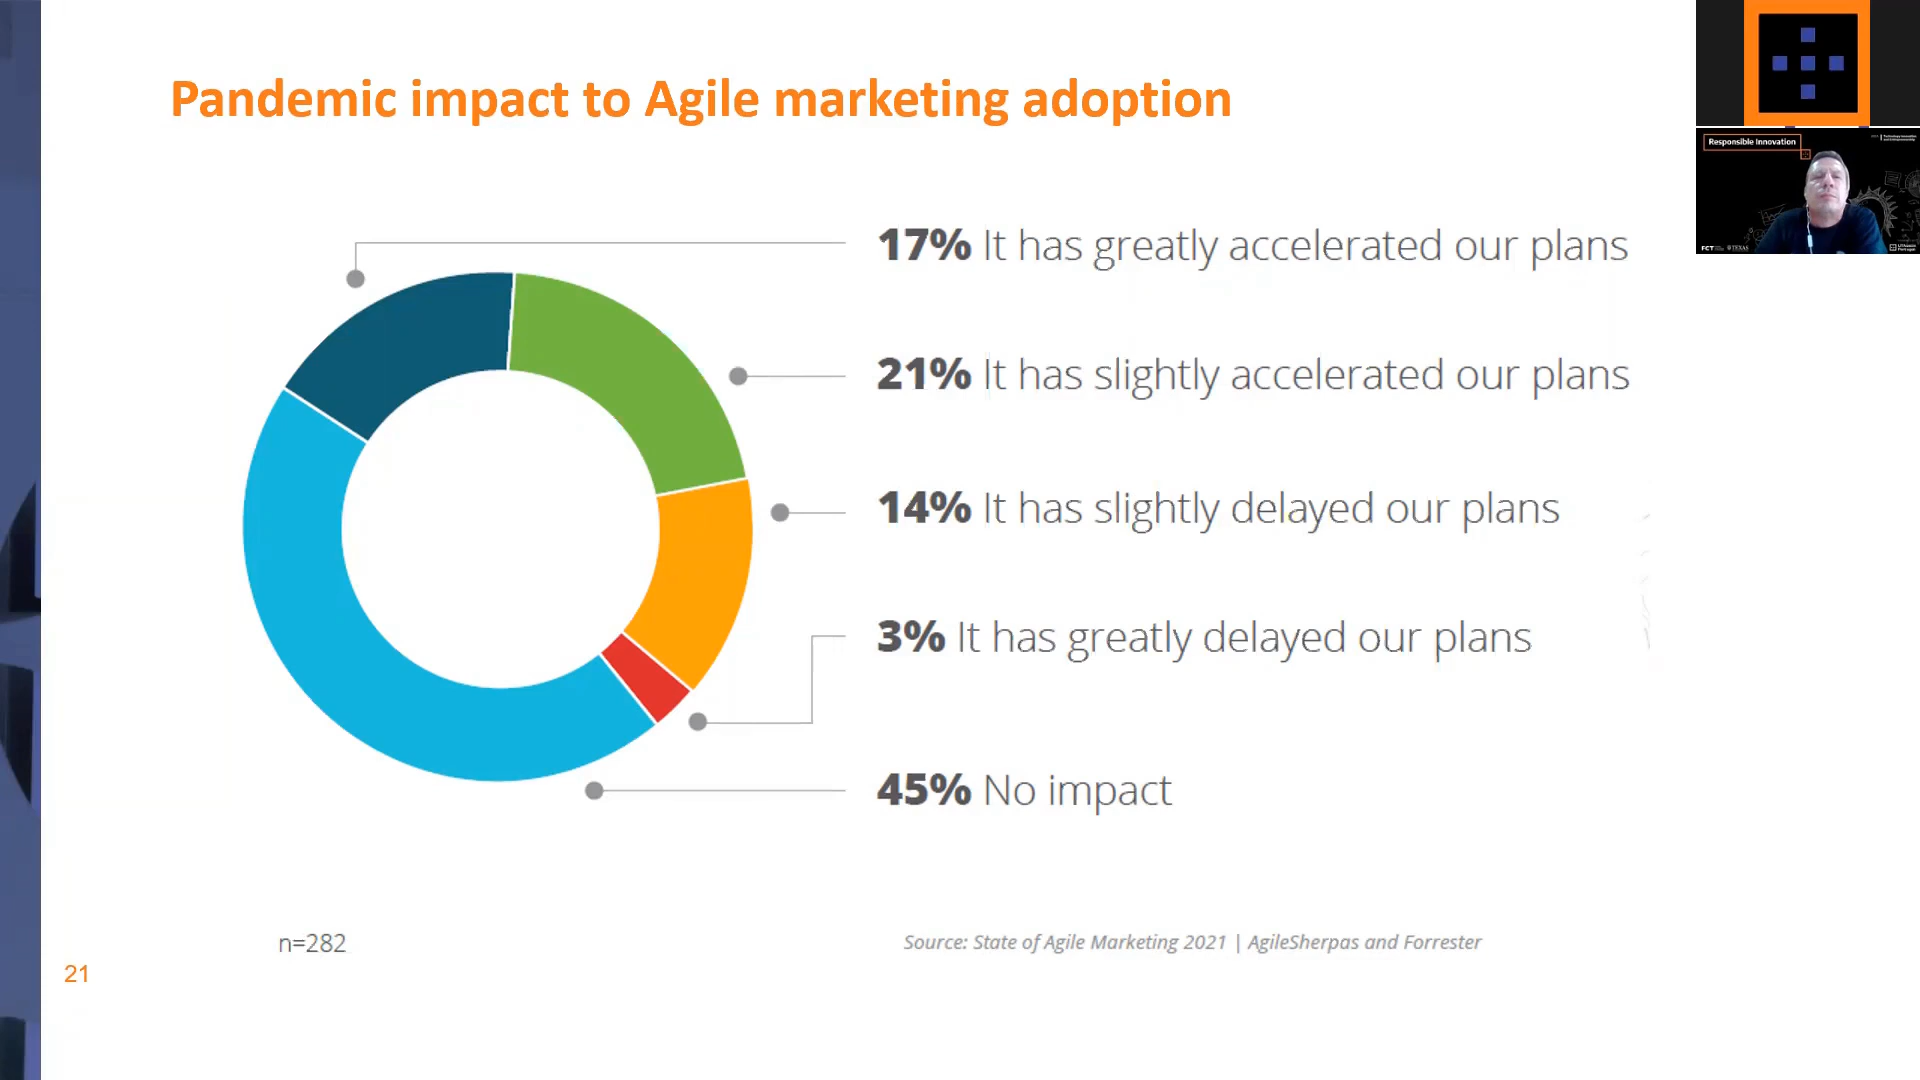 Pandemic impact to Agile marketing adoption
Responsible Innovation
17% It has greatly accelerated our plans
21% It has slightly accelerated our plans
14% It has slightly delayed our plans
3% It has greatly delayed our plans
45% No impact
n=282
Source: State of Agile Marketing 2021 | AgileSherpas and Forrester
21
FCT
TEXAS